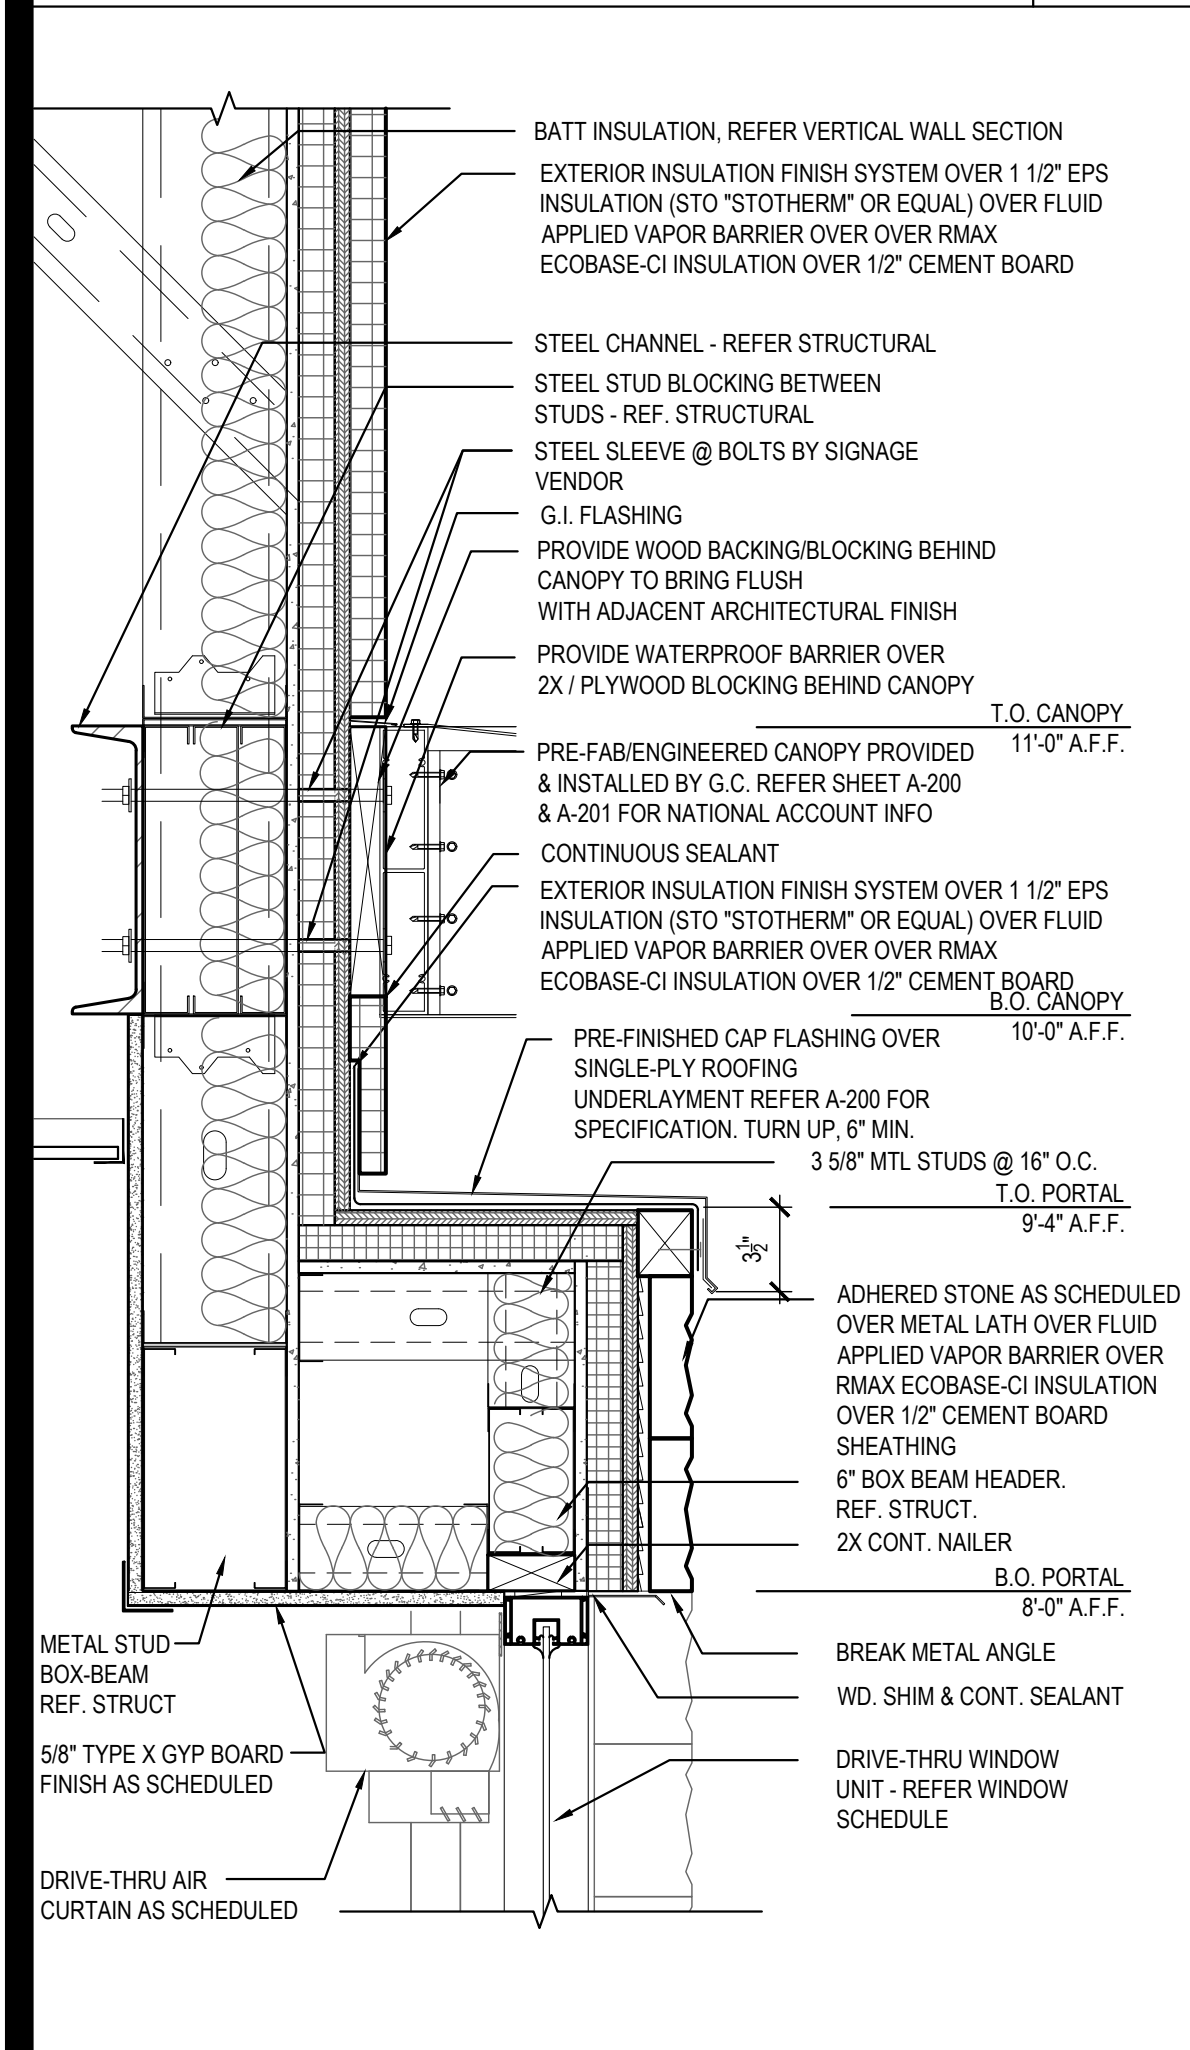 BATT INSULATION, REFER VERTICAL WALL SECTION
EXTERIOR INSULATION FINISH SYSTEM OVER 1 1/2" EPS
INSULATION (STO "STOTHERM" OR EQUAL) OVER FLUID
APPLIED VAPOR BARRIER OVER OVER RMAX
ECOBASE-CI INSULATION OVER 1/2" CEMENT BOARD
STEEL CHANNEL - REFER STRUCTURAL
STEEL STUD BLOCKING BETWEEN
STUDS - REF. STRUCTURAL
STEEL SLEEVE @ BOLTS BY SIGNAGE
VENDOR
G.I. FLASHING
PROVIDE WOOD BACKING/BLOCKING BEHIND
CANOPY TO BRING FLUSH
WITH ADJACENT ARCHITECTURAL FINISH
PROVIDE WATERPROOF BARRIER OVER
2X / PLYWOOD BLOCKING BEHIND CANOPY
T.O. CANOPY
11'-0" A.F.F.
PRE-FAB/ENGINEERED CANOPY PROVIDED
& INSTALLED BY G.C. REFER SHEET A-200
& A-201 FOR NATIONAL ACCOUNT INFO
CONTINUOUS SEALANT
EXTERIOR INSULATION FINISH SYSTEM OVER 1 1/2" EPS
INSULATION (STO "STOTHERM" OR EQUAL) OVER FLUID
APPLIED VAPOR BARRIER OVER OVER RMAX
ECOBASE-CI INSULATION OVER 1/2" CEMENT BOARD
B.O. CANOPY
10'-0" A.F.F.
PRE-FINISHED CAP FLASHING OVER
SINGLE-PLY ROOFING
UNDERLAYMENT REFER A-200 FOR
SPECIFICATION. TURN UP, 6" MIN.
3 5/8" MTL STUDS @ 16" O.C.
T.O. PORTAL
9'-4" A.F.F.
3 1/2"
ADHERED STONE AS SCHEDULED
OVER METAL LATH OVER FLUID
APPLIED VAPOR BARRIER OVER
RMAX ECOBASE-CI INSULATION
OVER 1/2" CEMENT BOARD
SHEATHING
6" BOX BEAM HEADER.
REF. STRUCT.
2X CONT. NAILER
B.O. PORTAL
8'-0" A.F.F.
BREAK METAL ANGLE
WD. SHIM & CONT. SEALANT
DRIVE-THRU WINDOW
UNIT - REFER WINDOW
SCHEDULE
METAL STUD
BOX-BEAM
REF. STRUCT
5/8" TYPE X GYP BOARD
FINISH AS SCHEDULED
DRIVE-THRU AIR
CURTAIN AS SCHEDULED